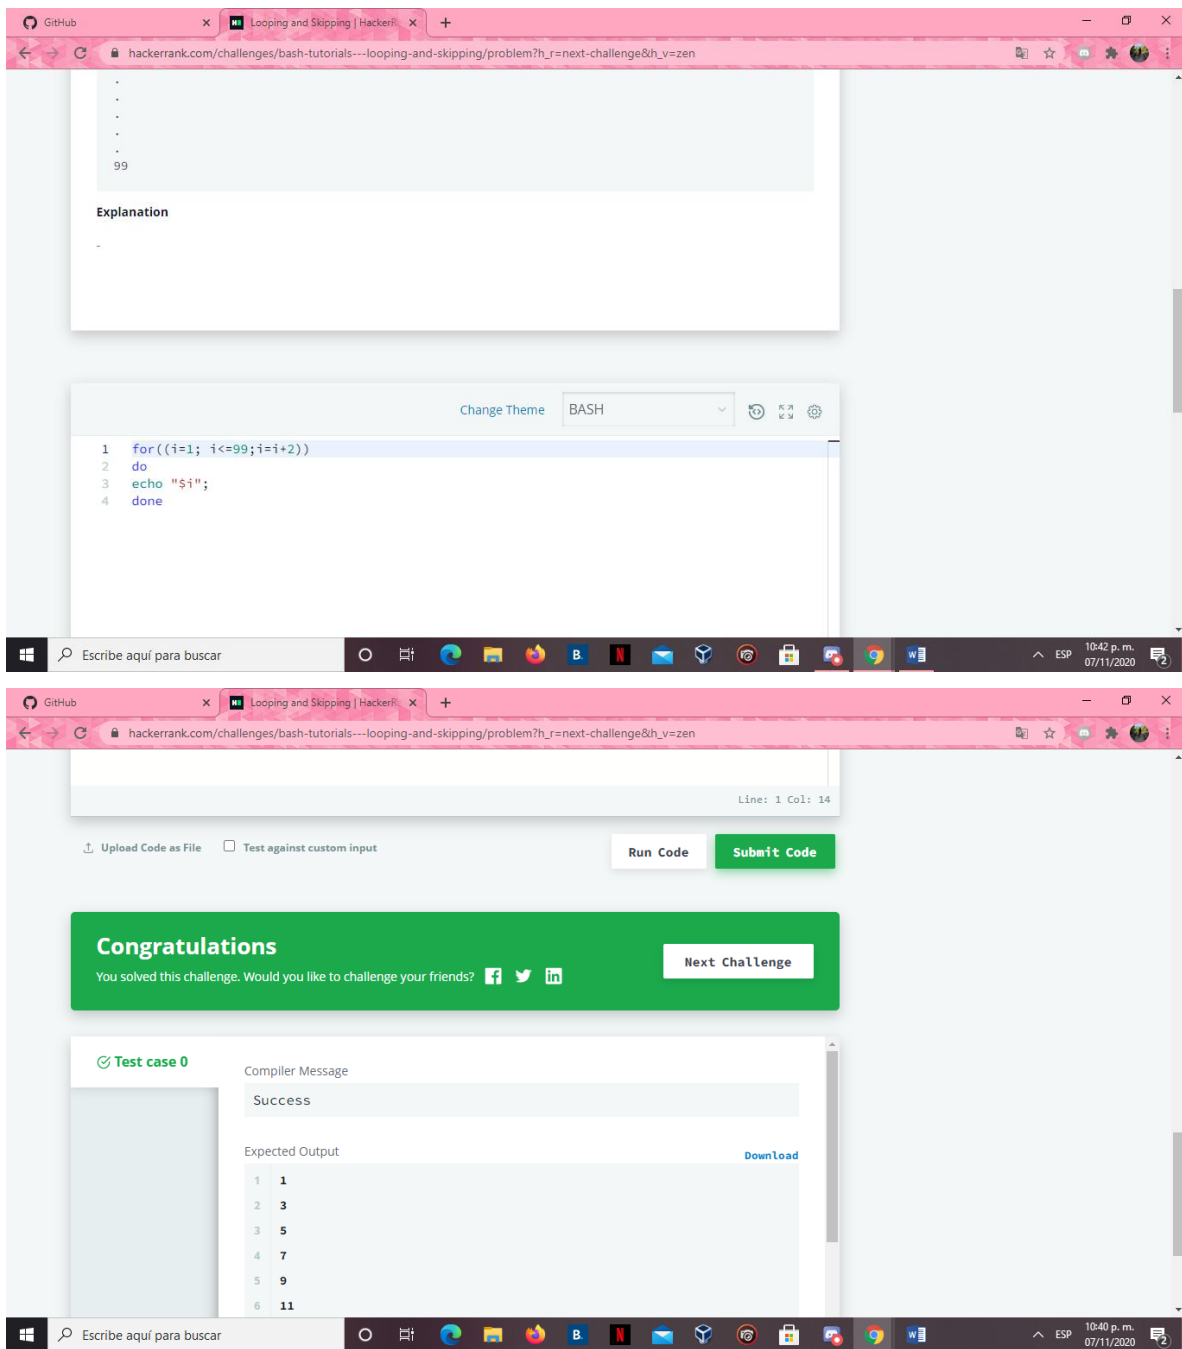 GitHub
Looping and Skipping | HackerR
hackerrank.com/challenges/bash-tutorials---looping-and-skipping/problem?h_r=next-challenge&h_v=zen
.
.
.
.
.
99
Explanation
-
Change Theme
BASH
1 for((i=1; i<=99;i=i+2))
2 do
3 echo "$i";
4 done
Escribe aquí para buscar
B.
N
W
ESP
10:42 p. m.
07/11/2020
2
GitHub
Looping and Skipping | HackerR
hackerrank.com/challenges/bash-tutorials---looping-and-skipping/problem?h_r=next-challenge&h_v=zen
Line: 1 Col: 14
Upload Code as File
Test against custom input
Run Code
Submit Code
Congratulations
You solved this challenge. Would you like to challenge your friends?
Next Challenge
Test case 0
Compiler Message
Success
Expected Output
Download
1 1
2 3
3 5
4 7
5 9
6 11
Escribe aquí para buscar
B.
N
W
ESP
10:40 p. m.
07/11/2020
2